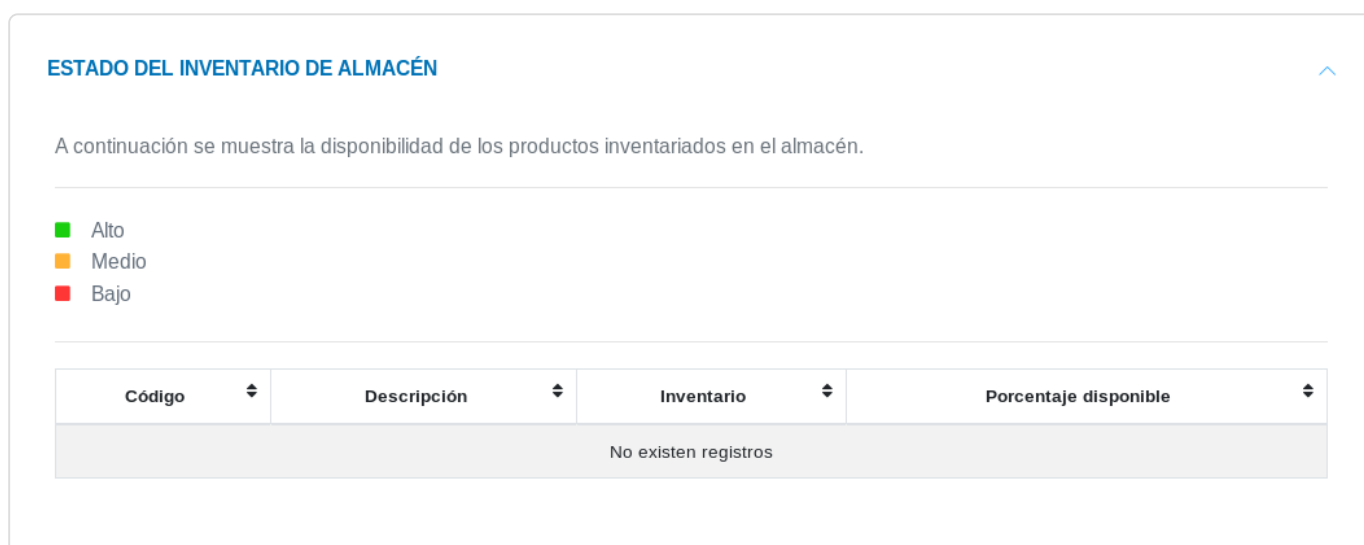 ESTADO DEL INVENTARIO DE ALMACÉN
A continuación se muestra la disponibilidad de los productos inventariados en el almacén.
Alto
Medio
Bajo
Código Descripción Inventario Porcentaje disponible
No existen registros